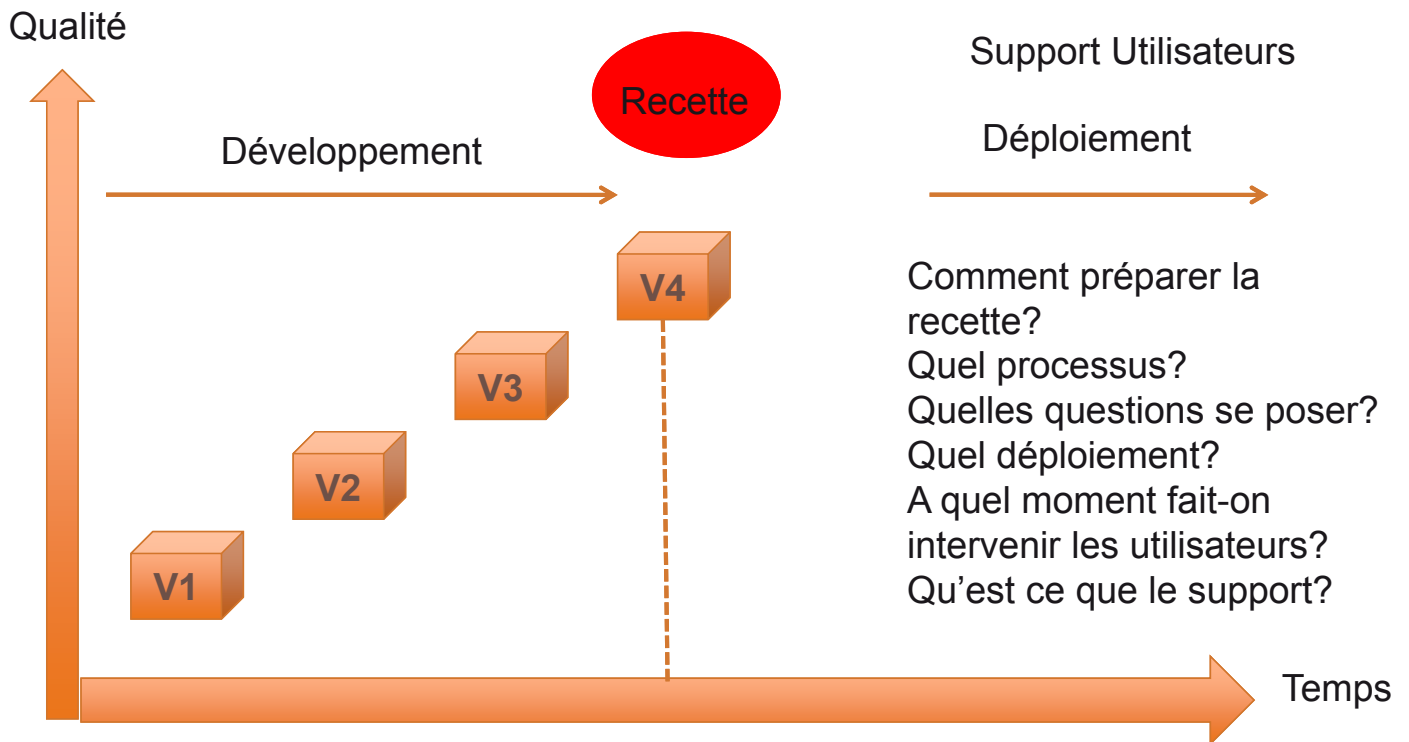 Qualité
Support Utilisateurs
Recette
Développement
Déploiement
V4
V3
V2
V1
Comment préparer la
recette?
Quel processus?
Quelles questions se poser?
Quel déploiement?
A quel moment fait-on
intervenir les utilisateurs?
Qu’est ce que le support?
Temps